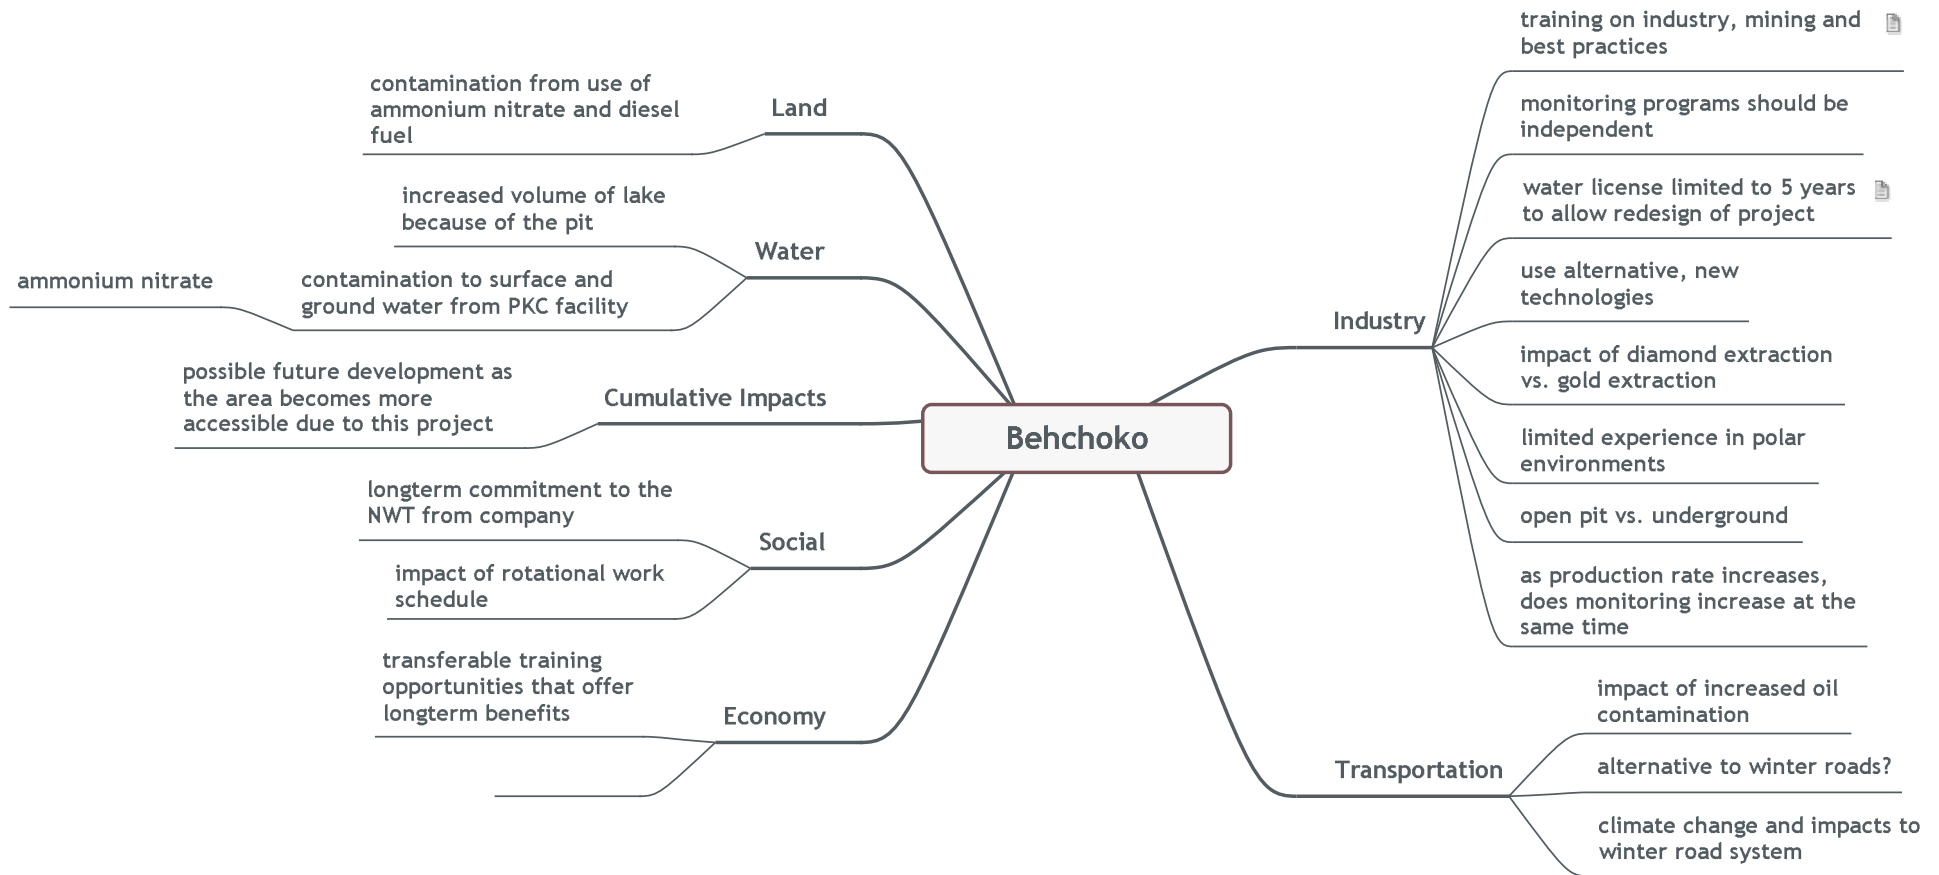 Behchoko
Land
contamination from use of
ammonium nitrate and diesel
fuel
Water
increased volume of lake
because of the pit
contamination to surface and
ground water from PKC facility
ammonium nitrate
Cumulative Impacts
possible future development as
the area becomes more
accessible due to this project
Social
longterm commitment to the
NWT from company
impact of rotational work
schedule
Economy
transferable training
opportunities that offer
longterm benefits
Industry
training on industry, mining and
best practices
monitoring programs should be
independent
water license limited to 5 years
to allow redesign of project
use alternative, new
technologies
impact of diamond extraction
vs. gold extraction
limited experience in polar
environments
open pit vs. underground
as production rate increases,
does monitoring increase at the
same time
Transportation
impact of increased oil
contamination
alternative to winter roads?
climate change and impacts to
winter road system